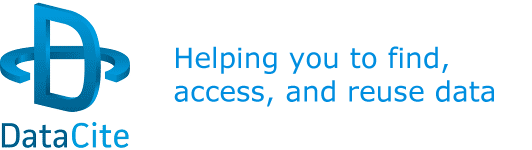 DataCite
Helping you to find,
access, and reuse data